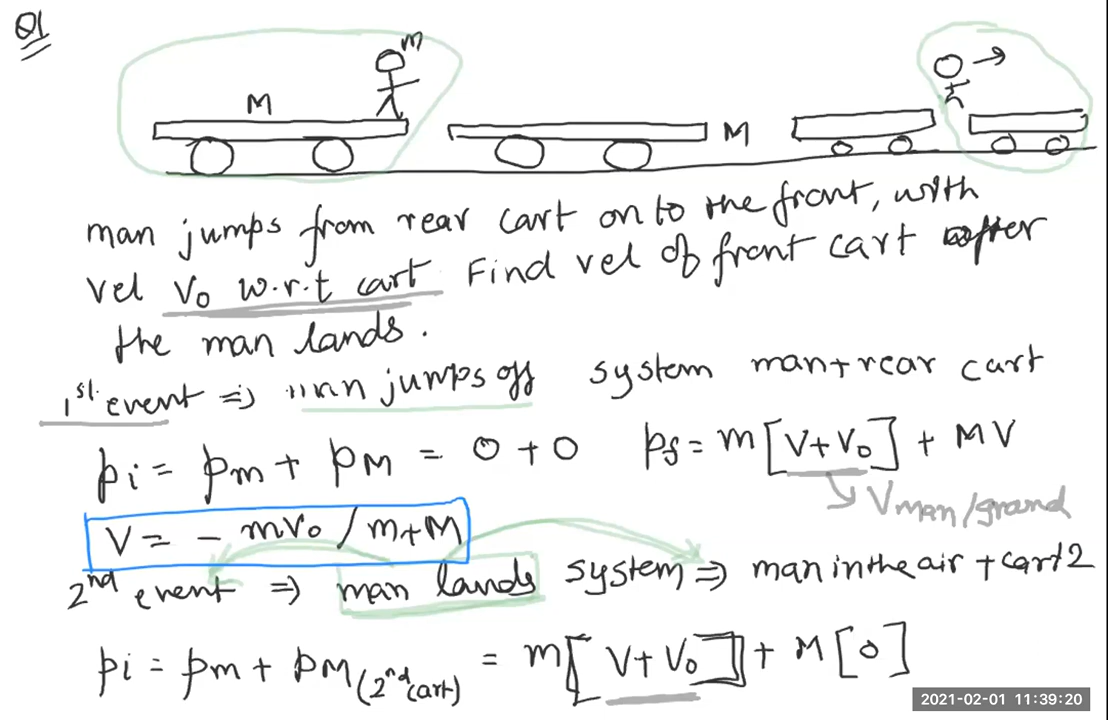 Q1
m
M
M
man jumps from rear cart on to the front, with
vel V₀ w.r.t cart Find vel of front cart after
the man lands.
1st event ⇒ man jumps off system man+rear cart
pi = pm + pM = 0 + 0 pf = m[V+V₀] + MV
Vman/ground
V = - mV₀ / m+M
2nd event ⇒ man lands system ⇒ man in the air + cart 2
pi = pm + pM (2nd cart) = m[V+V₀] + M[0]
2021-02-01 11:39:20